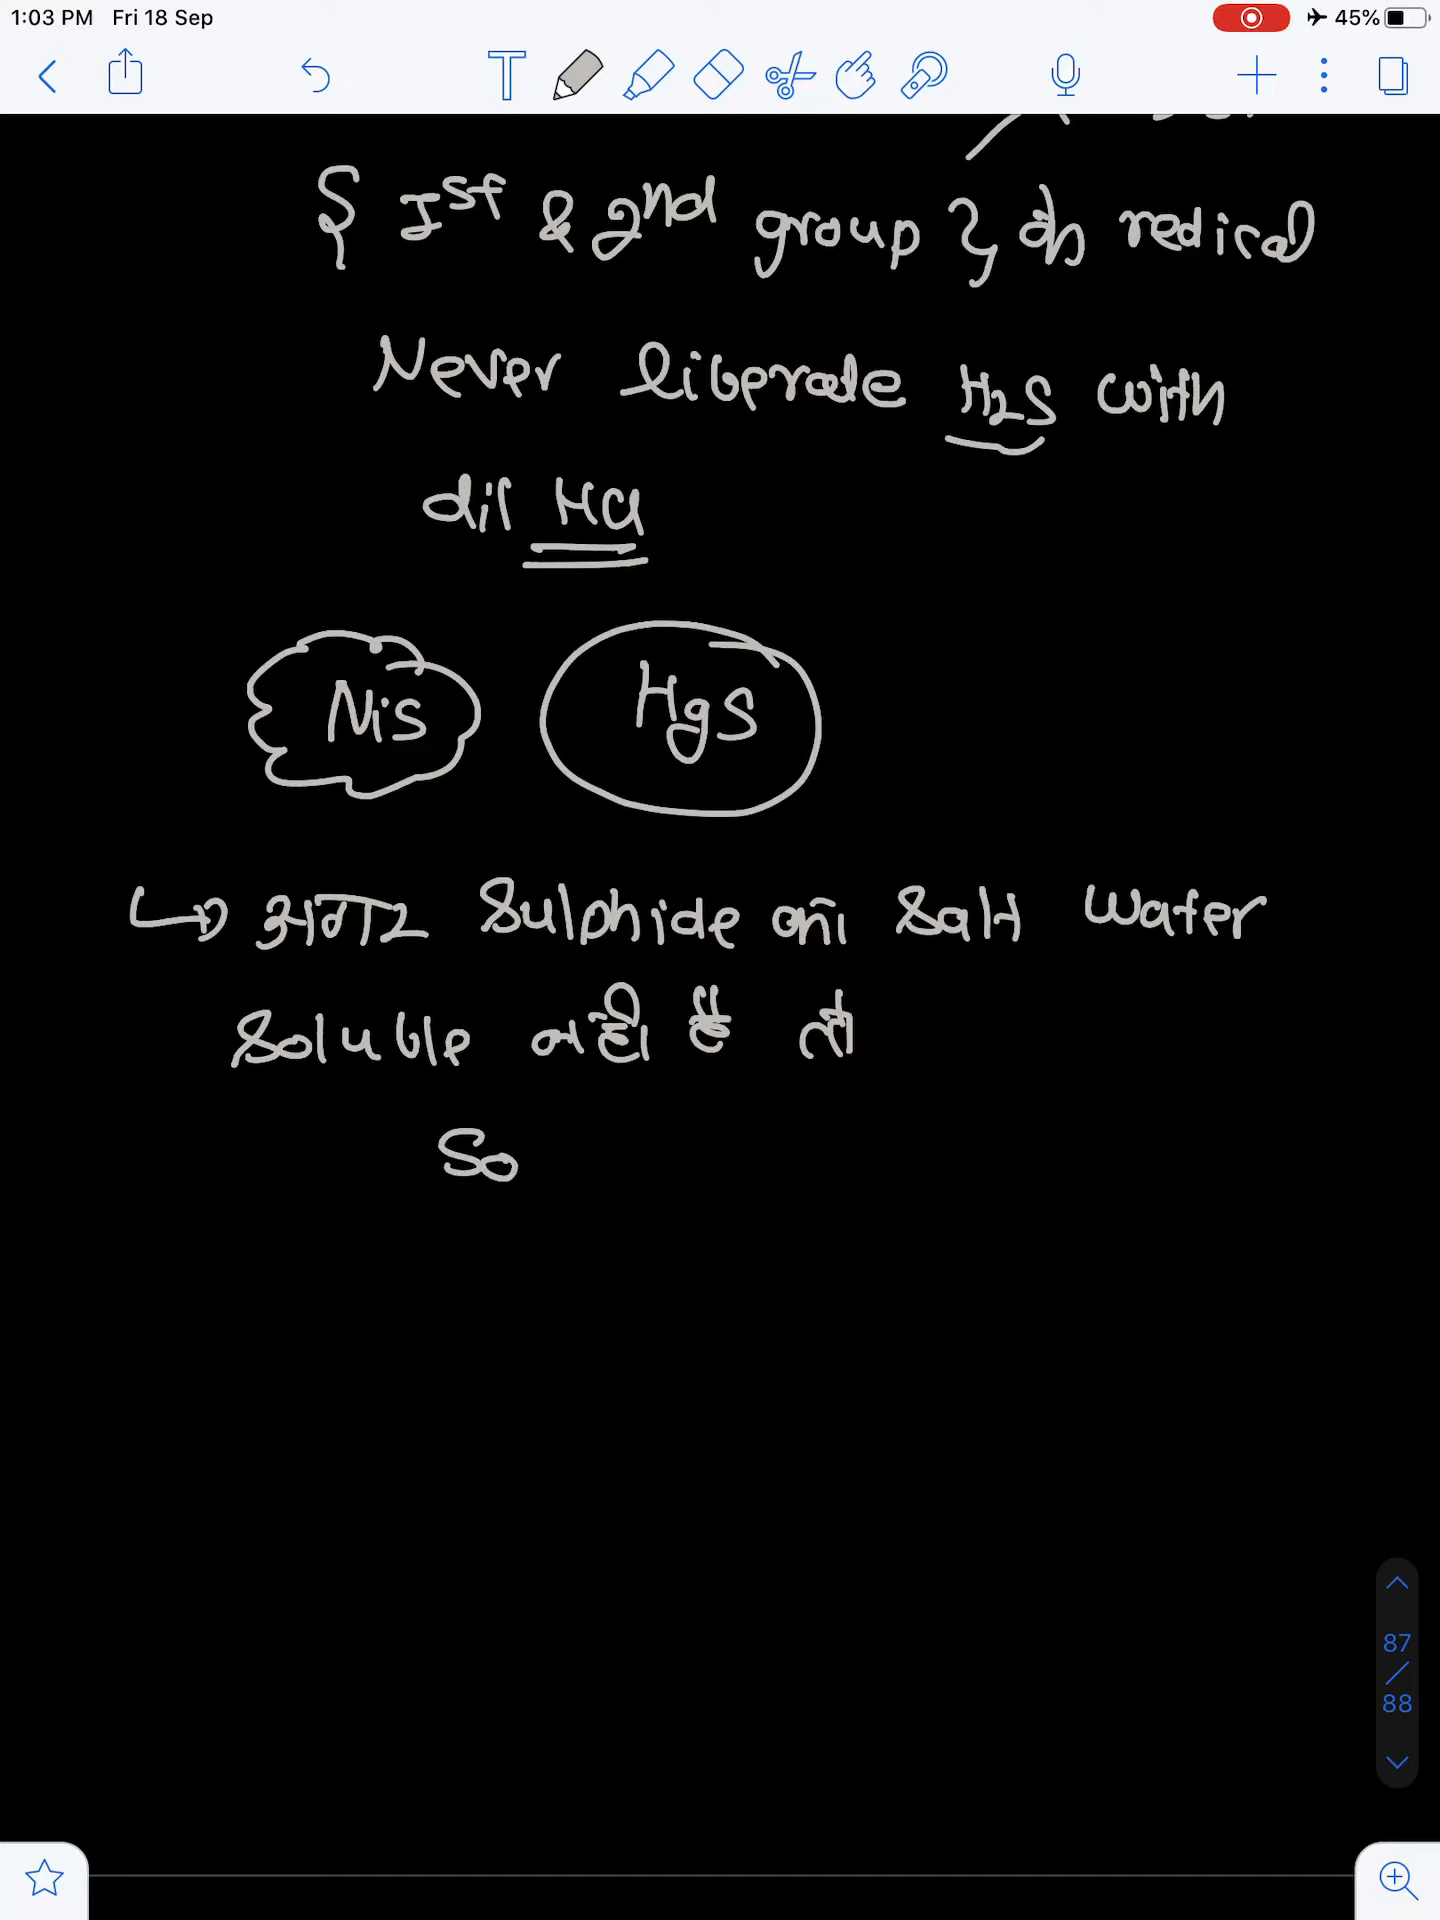 1:03 PM Fri 18 Sep 45%
{ Ist & 2nd group } के redical
Never liberate H2S with
dil HCl
NiS HgS
↳ अगर Sulphide का Salt Water
Soluble नहीं है तो
So
87
/
88